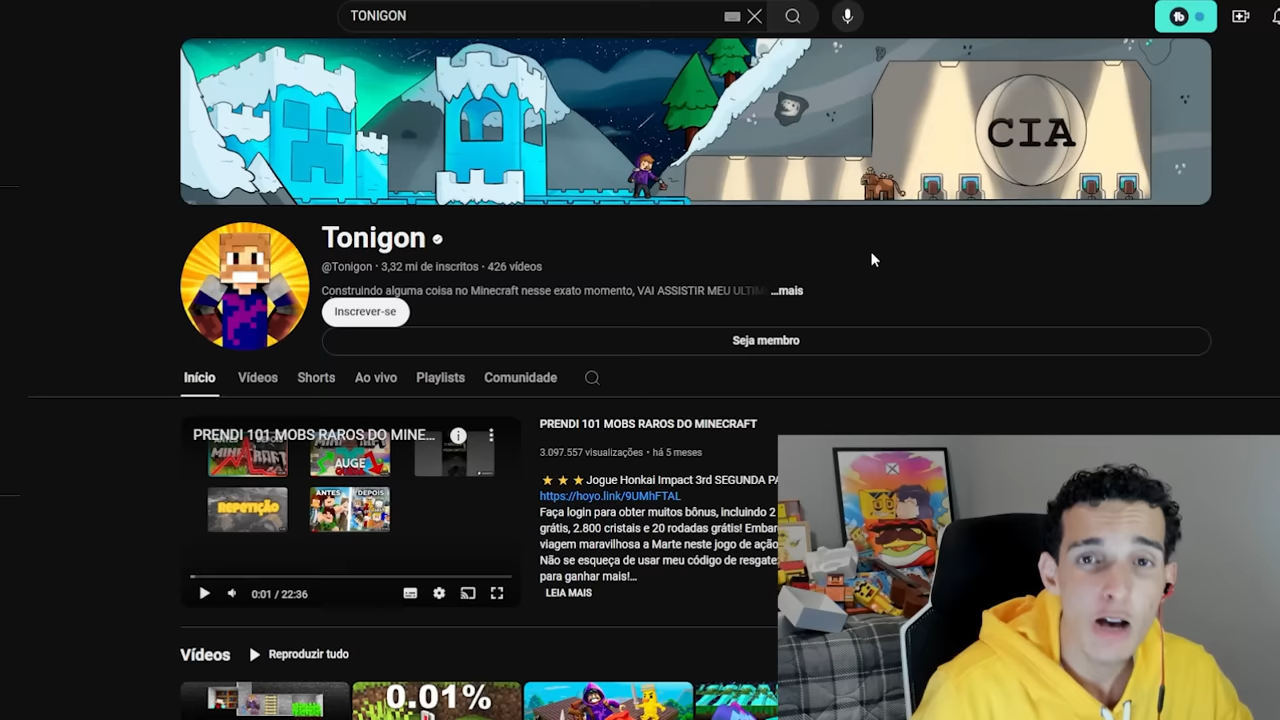 TONIGON
CIA
Tonigon
@Tonigon · 3,32 mi de inscritos · 426 vídeos
Construindo alguma coisa no Minecraft nesse exato momento, VAI ASSISTIR MEU ULTIM ...mais
Inscrever-se
Seja membro
Início Vídeos Shorts Ao vivo Playlists Comunidade
PRENDI 101 MOBS RAROS DO MINE...
AUGE
REPETIÇÃO
ANTES DEPOIS
0:01 / 22:36
PRENDI 101 MOBS RAROS DO MINECRAFT
3.097.557 visualizações · há 5 meses
⭐⭐⭐Jogue Honkai Impact 3rd SEGUNDA PA
https://hoyo.link/9UMhFTAL
Faça login para obter muitos bônus, incluindo 2
grátis, 2.800 cristais e 20 rodadas grátis! Embar
viagem maravilhosa a Marte neste jogo de ação
Não se esqueça de usar meu código de resgate
para ganhar mais!...
LEIA MAIS
Vídeos Reproduzir tudo
0.01%